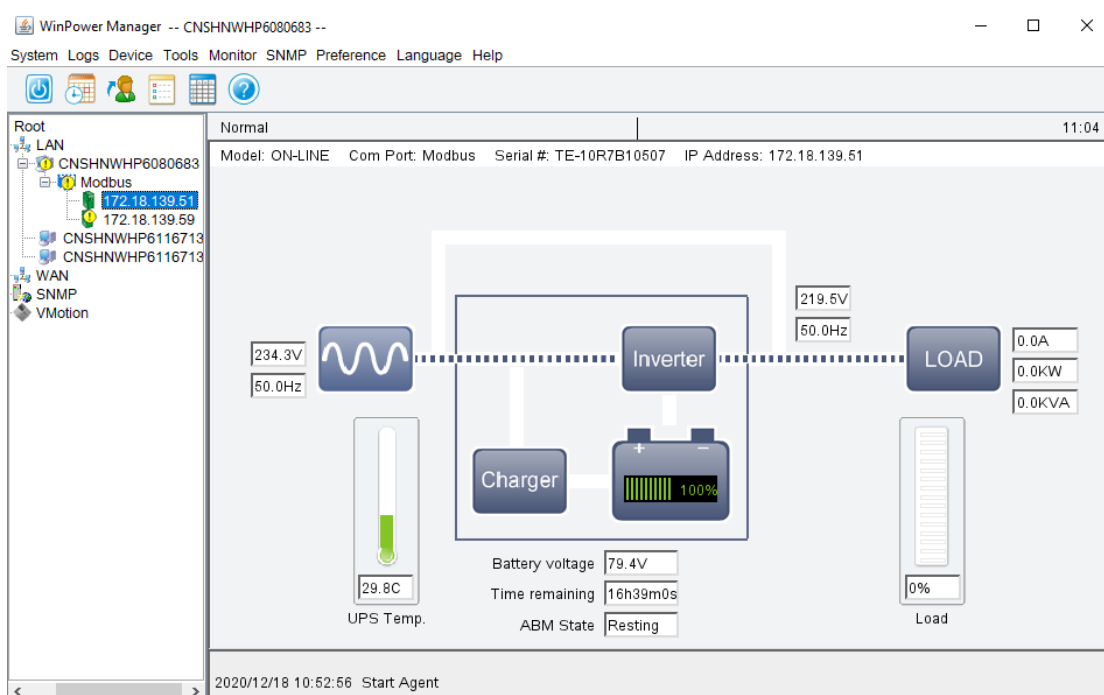 WinPower Manager -- CNSHNWHP6080683 --
System Logs Device Tools Monitor SNMP Preference Language Help
Root
LAN
CNSHNWHP6080683
Modbus
172.18.139.51
172.18.139.59
CNSHNWHP6116713
CNSHNWHP6116713
WAN
SNMP
VMotion
Normal
11:04
Model: ON-LINE Com Port: Modbus Serial #: TE-10R7B10507 IP Address: 172.18.139.51
219.5V
50.0Hz
234.3V
50.0Hz
Inverter
LOAD
0.0A
0.0KW
0.0KVA
Charger
+ −
100%
29.8C
UPS Temp.
Battery voltage 79.4V
Time remaining 16h39m0s
ABM State Resting
0%
Load
2020/12/18 10:52:56 Start Agent